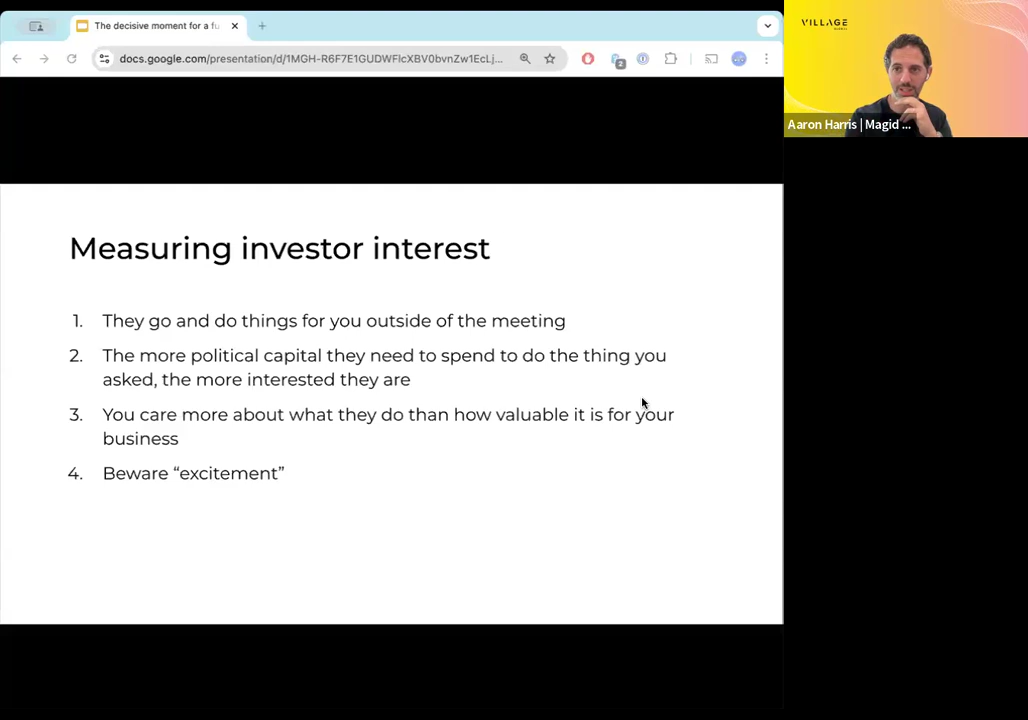 The decisive moment for a fu
docs.google.com/presentation/d/1MGH-R6F7E1GUDWFlcXBV0bvnZw1EcLj...
2
VILLAGE
Aaron Harris | Magid ...
Measuring investor interest
1. They go and do things for you outside of the meeting
2. The more political capital they need to spend to do the thing you
asked, the more interested they are
3. You care more about what they do than how valuable it is for your
business
4. Beware “excitement”